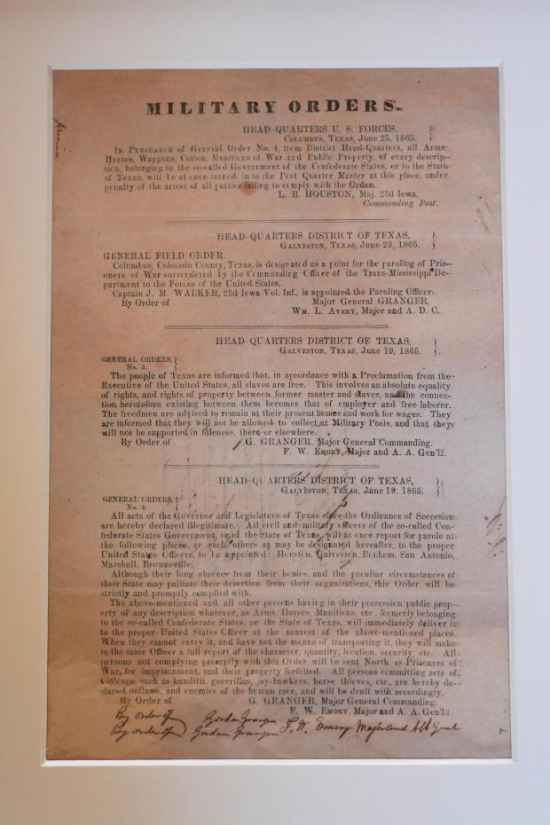 MILITARY ORDERS.
HEAD-QUARTERS U. S. FORCES,
COLUMBUS, TEXAS, June 25, 1865.
IN PURSUANCE of General Order No. 4, from District Head-Quarters, all Arms,
Horses, Waggons, Cotton, Munitions of War and Public Property, of every descrip-
tion, belonging to the so-called Government of the Confederate States, or to the State
of Texas, will be at once turned in to the Post Quarter Master at this place, under
penalty of the arrest of all parties failing to comply with the Order.
L. B. HOUSTON, Maj. 23d Iowa,
Commanding Post.
HEAD-QUARTERS DISTRICT OF TEXAS,
GALVESTON, TEXAS, June 1865.
GENERAL FIELD ORDER.
Columbus, Colorado County, Texas, is designated as a point for the paroling of Pris-
oners of War surrendered by the Commanding Officer of the Trans-Mississippi De-
partment to the Forces of the United States.
Captain J. M. WALKER, 23d Iowa Vol. Inf., is appointed the Paroling Officer.
By Order of Major General GRANGER.
WM. L. AVERY, Major and A. D. C.
HEAD-QUARTERS DISTRICT OF TEXAS,
GALVESTON, TEXAS, June 19, 1865.
GENERAL ORDERS,
No. 3.
The people of Texas are informed that, in accordance with a Proclamation from the
Executive of the United States, all slaves are free. This involves an absolute equality
of rights, and rights of property between former master and slaves, and the connec-
tion heretofore existing between them becomes that of employer and free laborer.
The freedmen are advised to remain at their present homes and work for wages. They
are informed that they will not be allowed to collect at Military Posts, and that they
will not be supported in idleness, there or elsewhere.
By Order of G. GRANGER, Major General Commanding.
F. W. EMORY, Major and A. A. Gen'll.
HEAD-QUARTERS DISTRICT OF TEXAS,
GALVESTON, TEXAS, June 19, 1865.
GENERAL ORDERS,
No. 4.
All acts of the Governor and Legislature of Texas since the Ordinance of Secession
are hereby declared illegitimate. All civil and military officers of the so-called Con-
federate States Government, or of the State of Texas, will at once report for parole at
the following places, or such others as may be designated hereafter, to the proper
United States Officers, to be appointed: Houston, Galveston, Bonham, San Antonio,
Marshall, Brownsville;
Although their long absence from their homes, and the peculiar circumstances of
their State may palliate their desertion from their organizations, this Order will be
strictly and promptly complied with.
The above-mentioned and all other persons having in their possession public prop-
erty of any description whatever, as Arms, Horses, Munitions, etc. formerly belonging
to the so-called Confederate States, or the State of Texas, will immediately deliver it
to the proper United States Officer at the nearest of the above-mentioned places.
When they cannot carry it, and have not the means of transporting it, they will make
to the same Officer a full report of the character, quantity, location, security, etc. All
persons not complying promptly with this Order will be sent North as Prisoners of
War, for imprisonment, and their property forfeited. All persons committing acts of
violence such as banditti, guerrillas, jay-hawkers, horse thieves, etc., are hereby de-
clared outlaws, and enemies of the human race, and will be dealt with accordingly.
By Order of G. GRANGER, Major General Commanding.
F. W. EMORY, Major and A. A. Gen'll.
By order of Gordon Granger
By order of Gordon Granger F. W. Emory Major and A A Genl